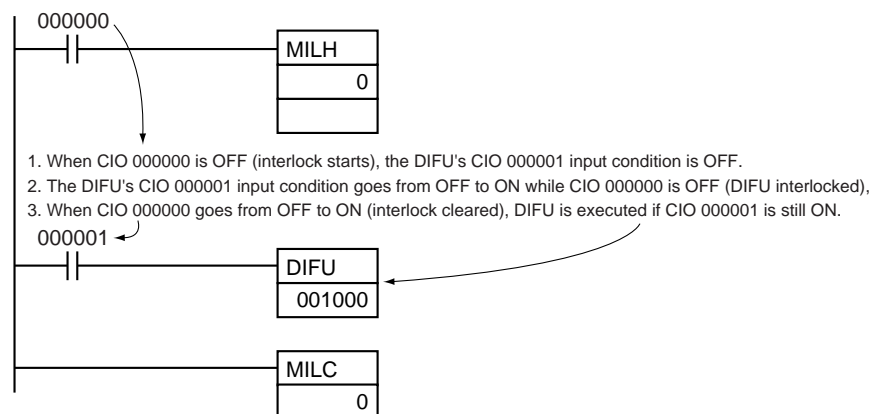 000000
MILH
0
1. When CIO 000000 is OFF (interlock starts), the DIFU's CIO 000001 input condition is OFF.
2. The DIFU's CIO 000001 input condition goes from OFF to ON while CIO 000000 is OFF (DIFU interlocked),
3. When CIO 000000 goes from OFF to ON (interlock cleared), DIFU is executed if CIO 000001 is still ON.
000001
DIFU
001000
MILC
0